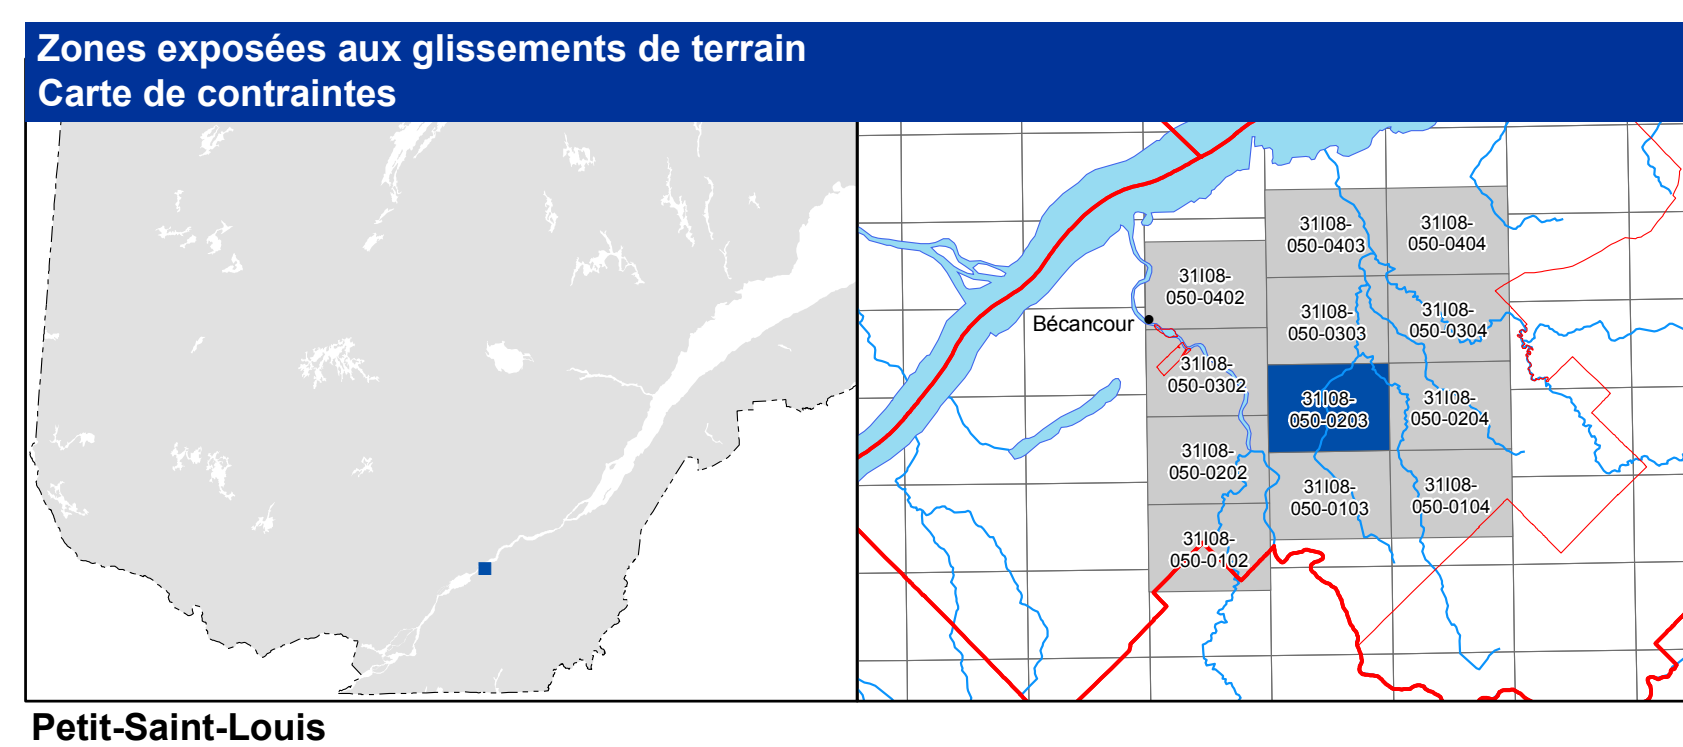 Zones exposées aux glissements de terrain
Carte de contraintes
31I08-
050-0403
31I08-
050-0404
31I08-
050-0402
Bécancour
31I08-
050-0303
31I08-
050-0304
31I08-
050-0302
31I08-
050-0203
31I08-
050-0204
31I08-
050-0202
31I08-
050-0103
31I08-
050-0104
31I08-
050-0102
Petit-Saint-Louis